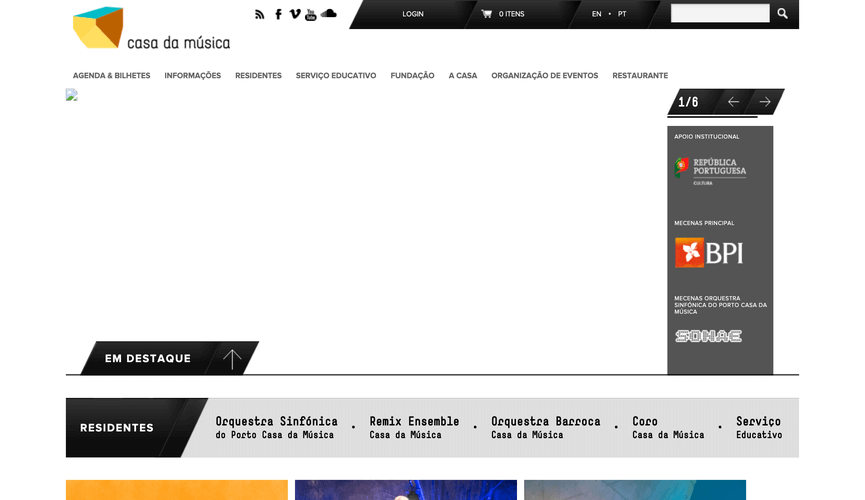 LOGIN
0 ITENS
EN • PT
casa da música
AGENDA & BILHETES
INFORMAÇÕES
RESIDENTES
SERVIÇO EDUCATIVO
FUNDAÇÃO
A CASA
ORGANIZAÇÃO DE EVENTOS
RESTAURANTE
1/6
APOIO INSTITUCIONAL
REPÚBLICA
PORTUGUESA
CULTURA
MECENAS PRINCIPAL
BPI
MECENAS ORQUESTRA
SINFÓNICA DO PORTO CASA DA
MÚSICA
SONAE
EM DESTAQUE
RESIDENTES
Orquestra Sinfónica
do Porto Casa da Música
Remix Ensemble
Casa da Música
Orquestra Barroca
Casa da Música
Coro
Casa da Música
Serviço
Educativo